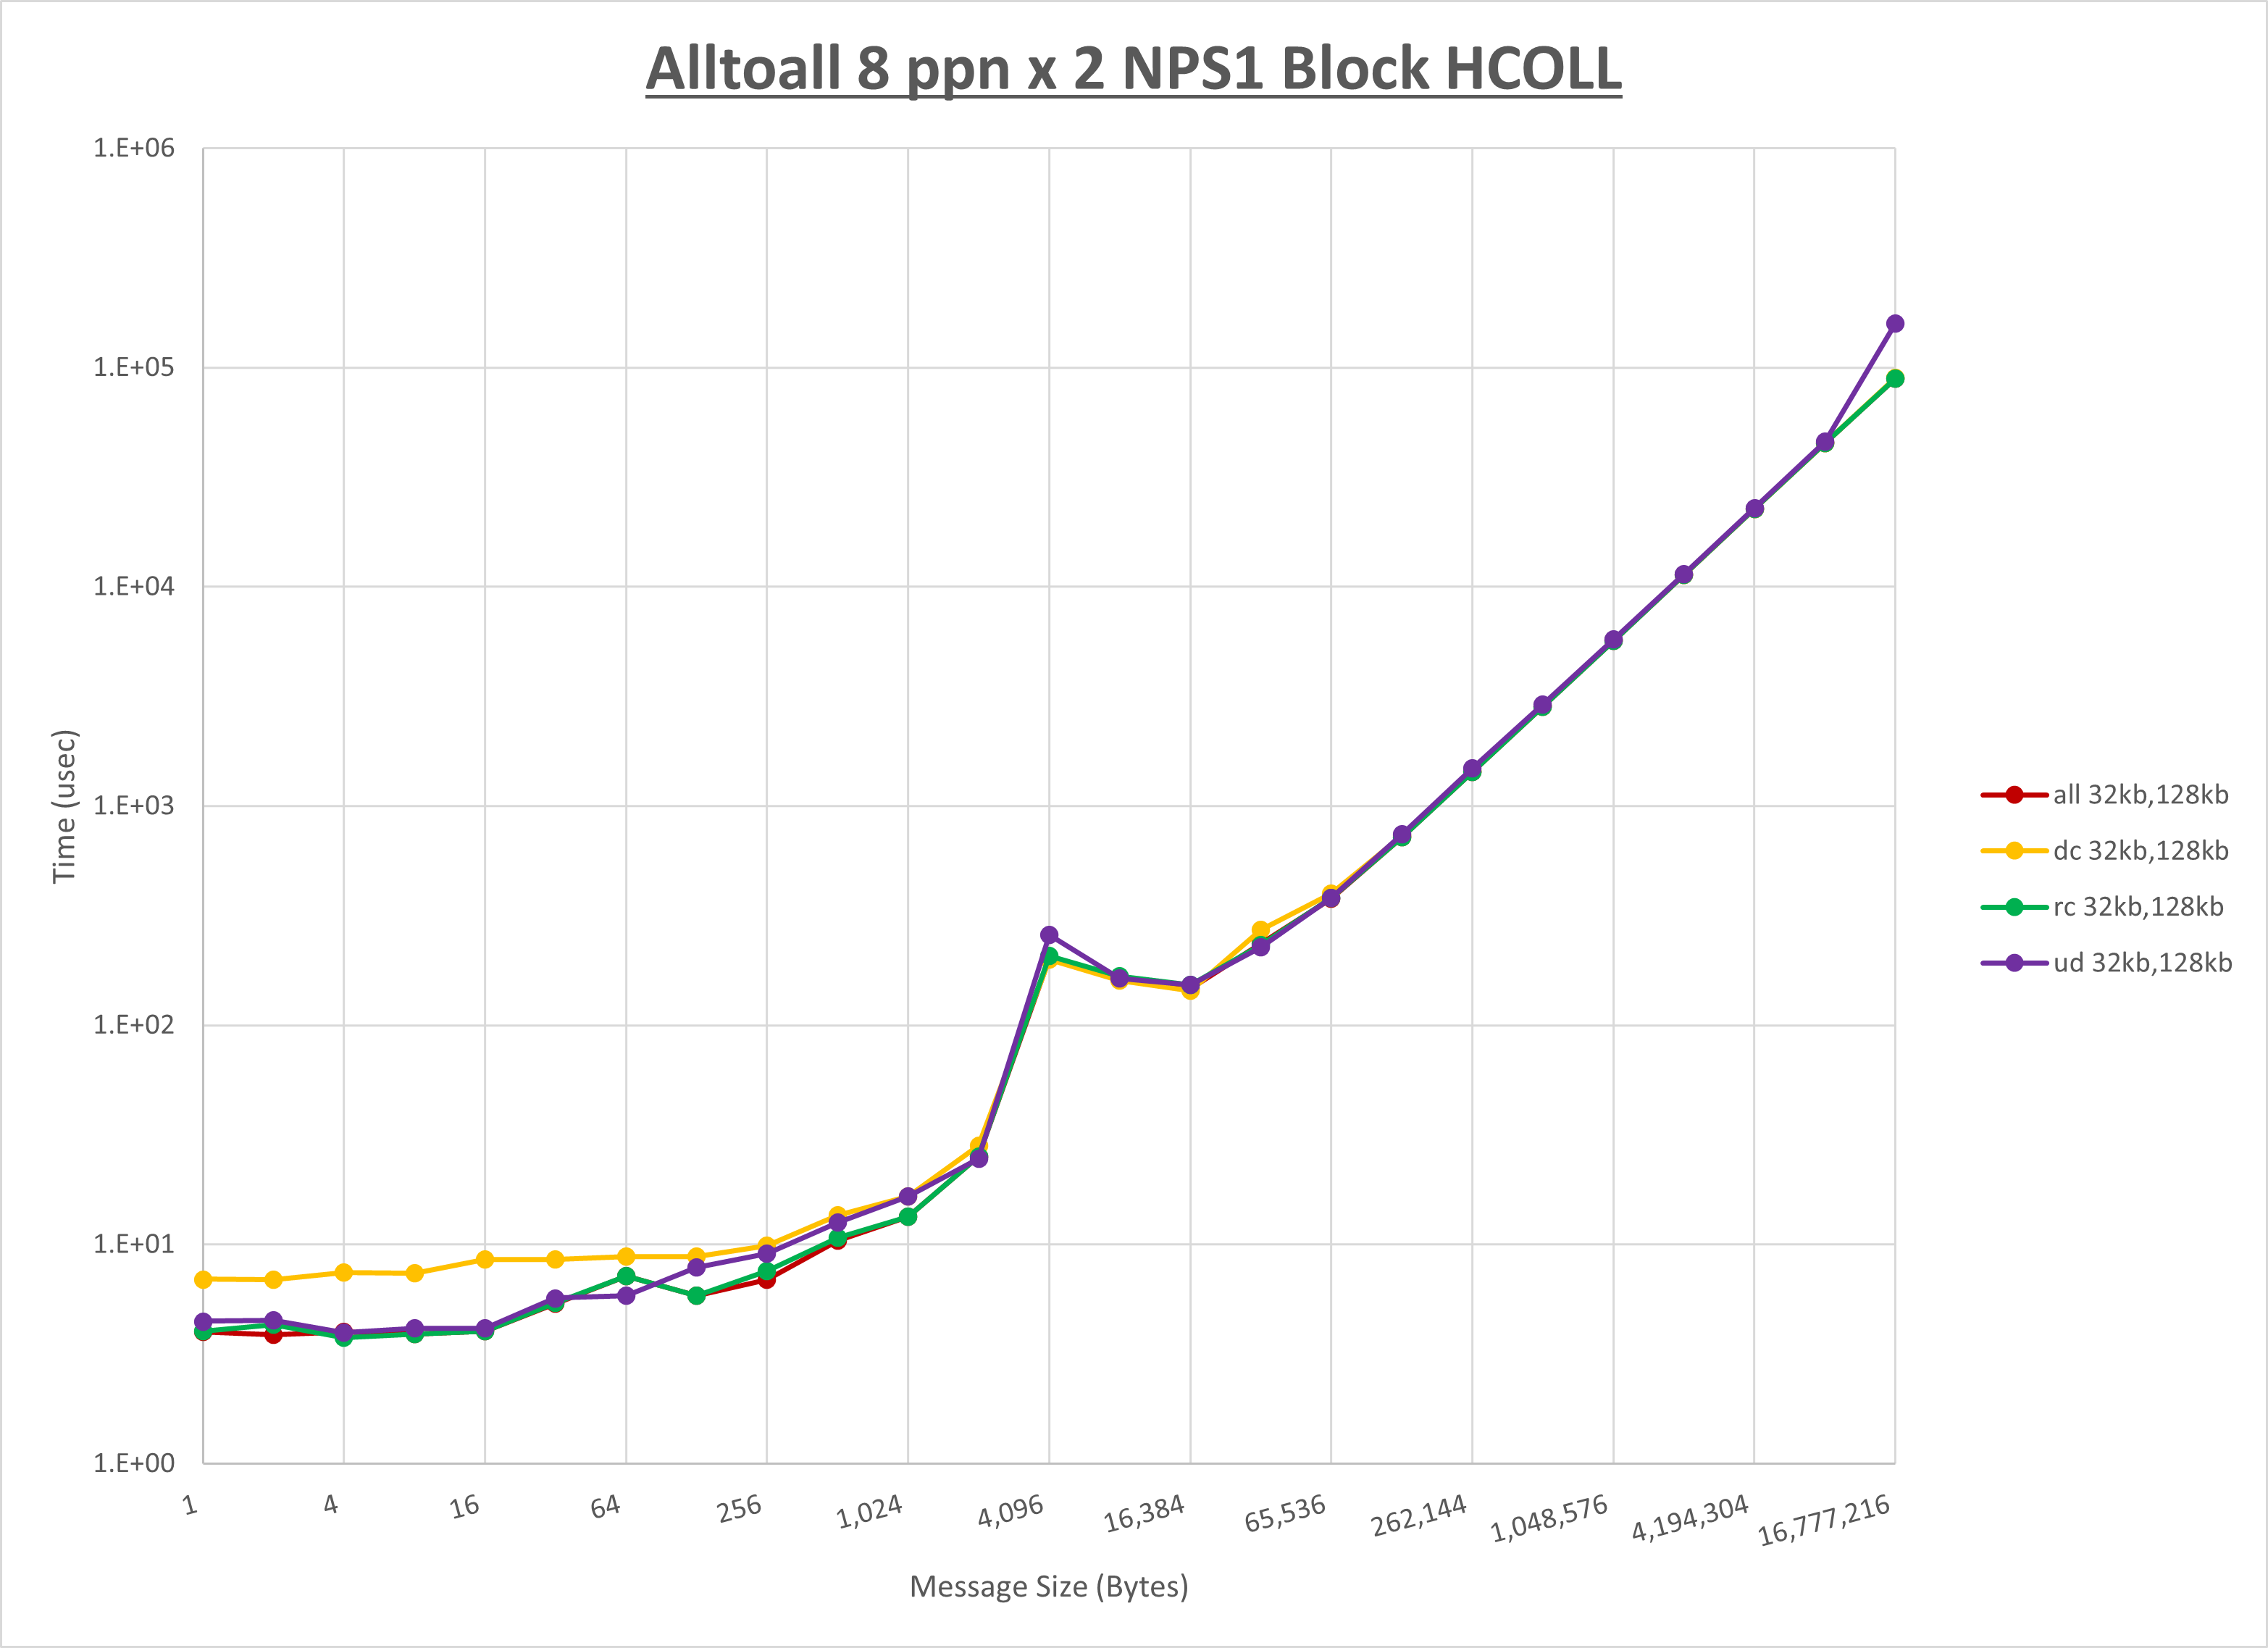 Alltoall 8 ppn x 2 NPS1 Block HCOLL
1.E+06
1.E+05
1.E+04
1.E+03
1.E+02
1.E+01
1.E+00
Time (usec)
1
4
16
64
256
1,024
4,096
16,384
65,536
262,144
1,048,576
4,194,304
16,777,216
Message Size (Bytes)
all 32kb,128kb
dc 32kb,128kb
rc 32kb,128kb
ud 32kb,128kb